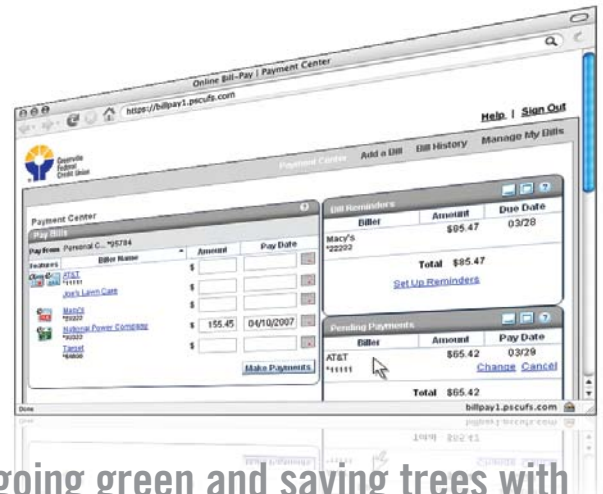 Online Bill-Pay | Payment Center
https://billpay1.pscufs.com
Help | Sign Out
Greenville
Federal
Credit Union
Payment Center Add a Bill Bill History Manage My Bills
Payment Center
Pay Bills
Pay From Personal C... *95784
Features Biller Name Amount Pay Date
AT&T $
*11111
Joe's Lawn Care $
Macy's $
*22222
National Power Company $ 155.45 04/10/2007
Target $
Make Payments
Bill Reminders
Biller Amount Due Date
Macy's $85.47 03/28
*22222
Total $85.47
Set Up Reminders
Pending Payments
Biller Amount Pay Date
AT&T $65.42 03/29
*11111 Change Cancel
Total $65.42
Done billpay1.pscufs.com
going green and saving trees with